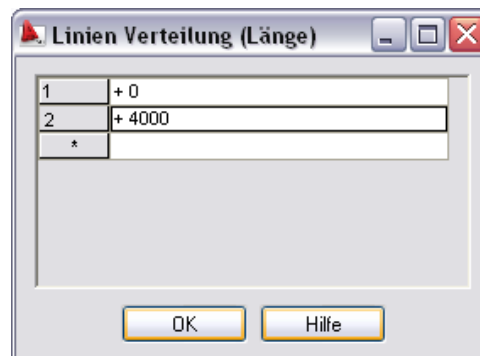 Linien Verteilung (Länge)
1 + 0
2 + 4000
*
OK Hilfe